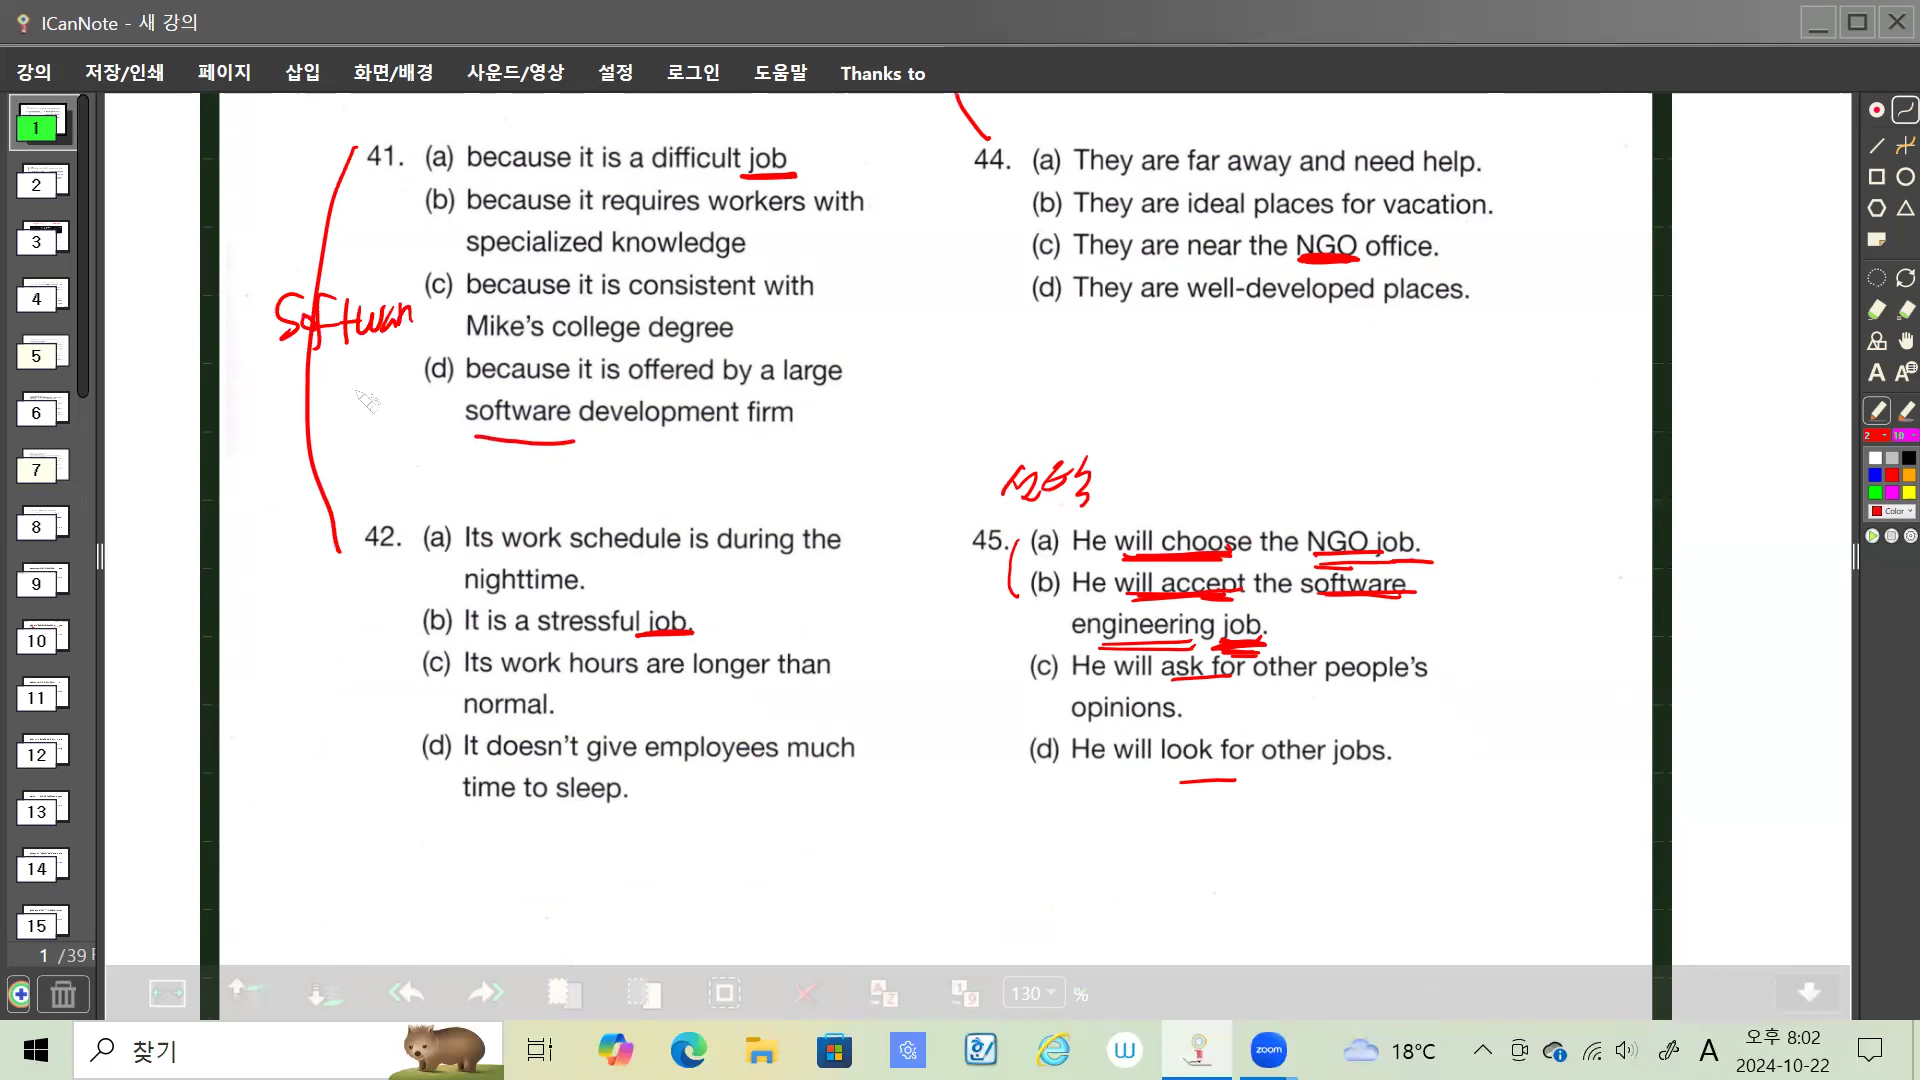 ICanNote - 새 강의
강의 저장/인쇄 페이지 삽입 화면/배경 사운드/영상 설정 로그인 도움말 Thanks to
1
2
3
4
5
6
7
8
9
10
11
12
13
14
15
1 /39
41. (a) because it is a difficult job
(b) because it requires workers with
specialized knowledge
(c) because it is consistent with
Mike's college degree
(d) because it is offered by a large
software development firm
42. (a) Its work schedule is during the
nighttime.
(b) It is a stressful job.
(c) Its work hours are longer than
normal.
(d) It doesn't give employees much
time to sleep.
44. (a) They are far away and need help.
(b) They are ideal places for vacation.
(c) They are near the NGO office.
(d) They are well-developed places.
45. (a) He will choose the NGO job.
(b) He will accept the software
engineering job.
(c) He will ask for other people's
opinions.
(d) He will look for other jobs.
2 10
Color
130 %
찾기
zoom
18°C
A
오후 8:02
2024-10-22